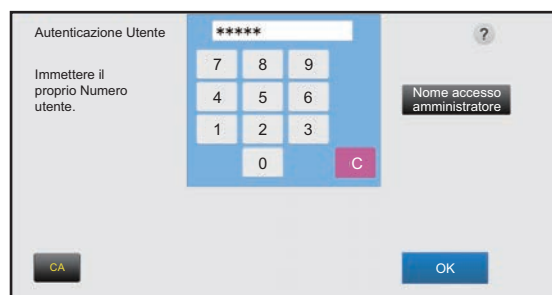 Autenticazione Utente
*****
?
Immettere il
proprio Numero
utente.
7 8 9
4 5 6
1 2 3
0 C
Nome accesso
amministratore
CA
OK